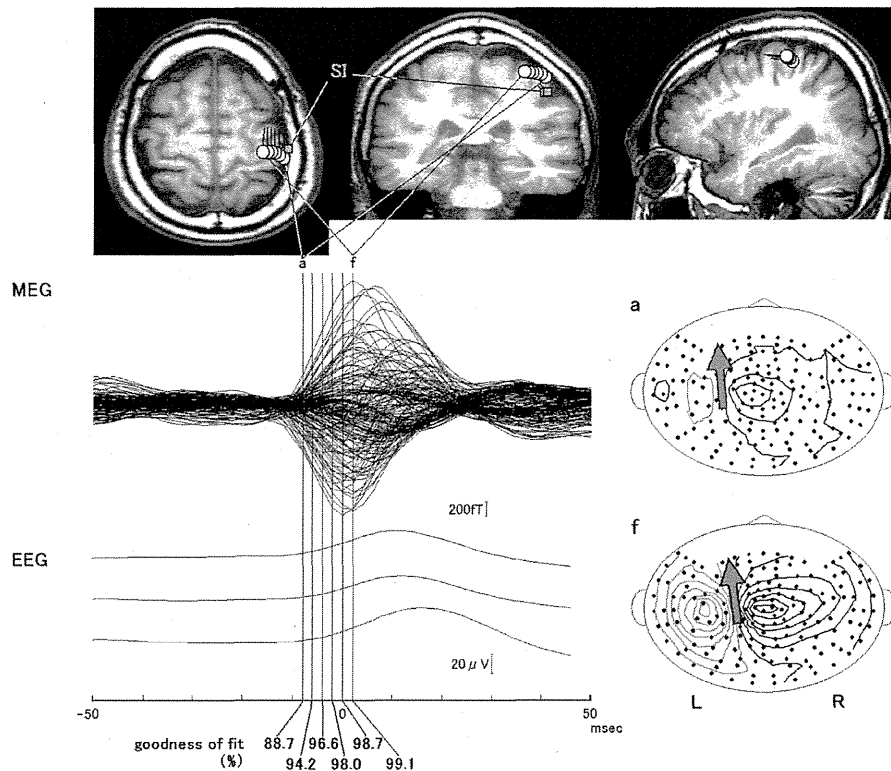 SI
a f
MEG
a
200fT
EEG
f
20μV
-50 0 50
msec
L R
goodness of fit 88.7 96.6 98.7
(%) 94.2 98.0 99.1